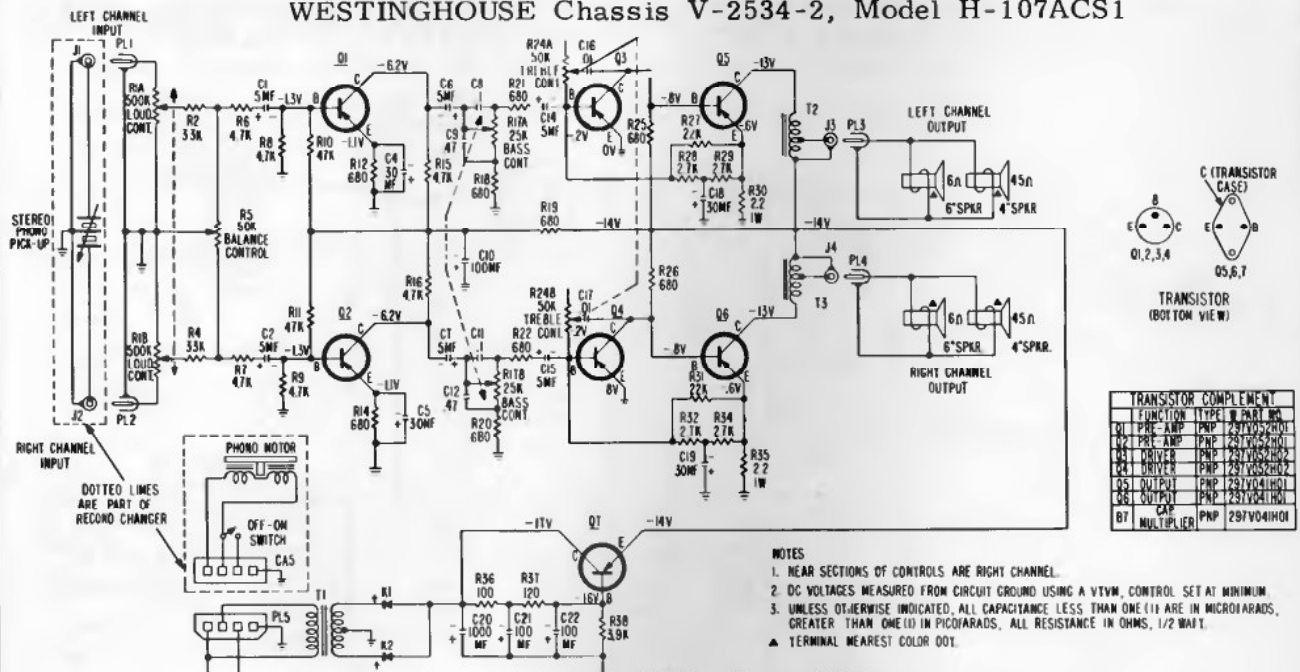 WESTINGHOUSE Chassis V-2534-2, Model H-107ACS1
LEFT CHANNEL
INPUT
J1
PL1
R1A
500K
LOUD
CONT.
R2
3.3K
R6
4.7K
C1
5MF
-1.3V
B
R8
4.7K
R10
47K
Q1
C
-6.2V
E
-1.1V
R12
680
C4
30
MF
R15
4.7K
C6
5MF
C8
C9
.47
R17A
25K
BASS
CONT
R18
680
R21
680
C14
5MF
R24A
50K
TREBLE
CONT.
C16
.01
Q3
C
B
-.2V
E
0V
R25
680
-.8V
B
Q5
C
-13V
E
-.6V
R27
22K
R28
2.7K
R29
2.7K
C18
30MF
R30
2.2
1W
T2
J3
PL3
LEFT CHANNEL
OUTPUT
6Ω
6"SPKR
45Ω
4"SPKR
STEREO
PHONO
PICK-UP
R5
50K
BALANCE
CONTROL
R19
680
-14V
-14V
C10
100MF
R11
47K
R16
4.7K
R26
680
J4
PL4
T3
6Ω
6"SPKR.
45Ω
4"SPKR.
RIGHT CHANNEL
OUTPUT
R1B
500K
LOUD
CONT.
R4
33K
R7
4.7K
C2
5MF
-1.3V
B
R9
4.7K
Q2
C
-6.2V
E
-1.1V
R14
680
C5
30MF
C7
5MF
C11
C12
.47
R17B
25K
BASS
CONT
R20
680
R22
680
C15
5MF
R24B
50K
TREBLE
CONT.
C17
.01
.2V
Q4
C
B
E
8V
-.8V
B
Q6
C
-13V
E
-.6V
R31
22K
R32
2.7K
R34
2.7K
C19
30MF
R35
2.2
1W
J2
PL2
RIGHT CHANNEL
INPUT
DOTTED LINES
ARE PART OF
RECOND CHANGER
PHONO MOTOR
OFF-ON
SWITCH
CA5
PL5
T1
K1
K2
-17V
Q7
-14V
C
E
-16V
B
R36
100
R37
120
C20
1000
MF
C21
100
MF
C22
100
MF
R38
3.9K
C (TRANSISTOR
CASE)
B
E
C
Q1,2,3,4
E
B
Q5,6,7
TRANSISTOR
(BOTTOM VIEW)
TRANSISTOR COMPLEMENT
FUNCTION TYPE W PART NO.
Q1 PRE-AMP PNP 297V052H01
Q2 PRE-AMP PNP 297V052H01
Q3 DRIVER PNP 297V052H02
Q4 DRIVER PNP 297V052H02
Q5 OUTPUT PNP 297V041H01
Q6 OUTPUT PNP 297V041H01
87 CAP MULTIPLIER PNP 297V041H01
NOTES
1. NEAR SECTIONS OF CONTROLS ARE RIGHT CHANNEL.
2. DC VOLTAGES MEASURED FROM CIRCUIT GROUND USING A VTVM, CONTROL SET AT MINIMUM.
3. UNLESS OTHERWISE INDICATED, ALL CAPACITANCE LESS THAN ONE (1) ARE IN MICROFARADS,
GREATER THAN ONE (1) IN PICOFARADS, ALL RESISTANCE IN OHMS, 1/2 WATT.
▲ TERMINAL NEAREST COLOR DOT.